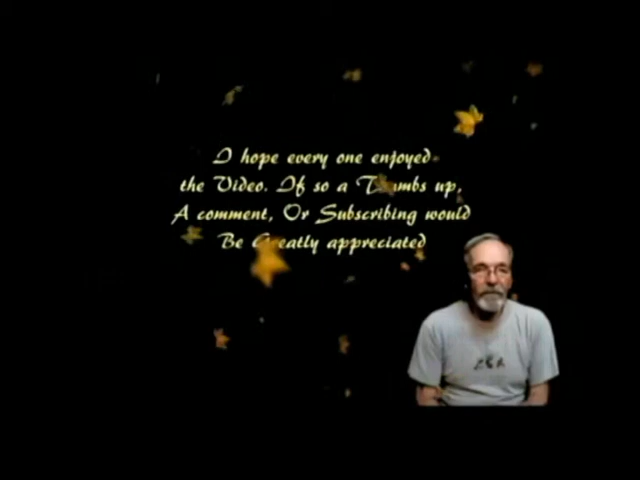 I hope every one enjoyed
the Video. If so a Thumbs up,
A comment, Or Subscribing would
Be Greatly appreciated